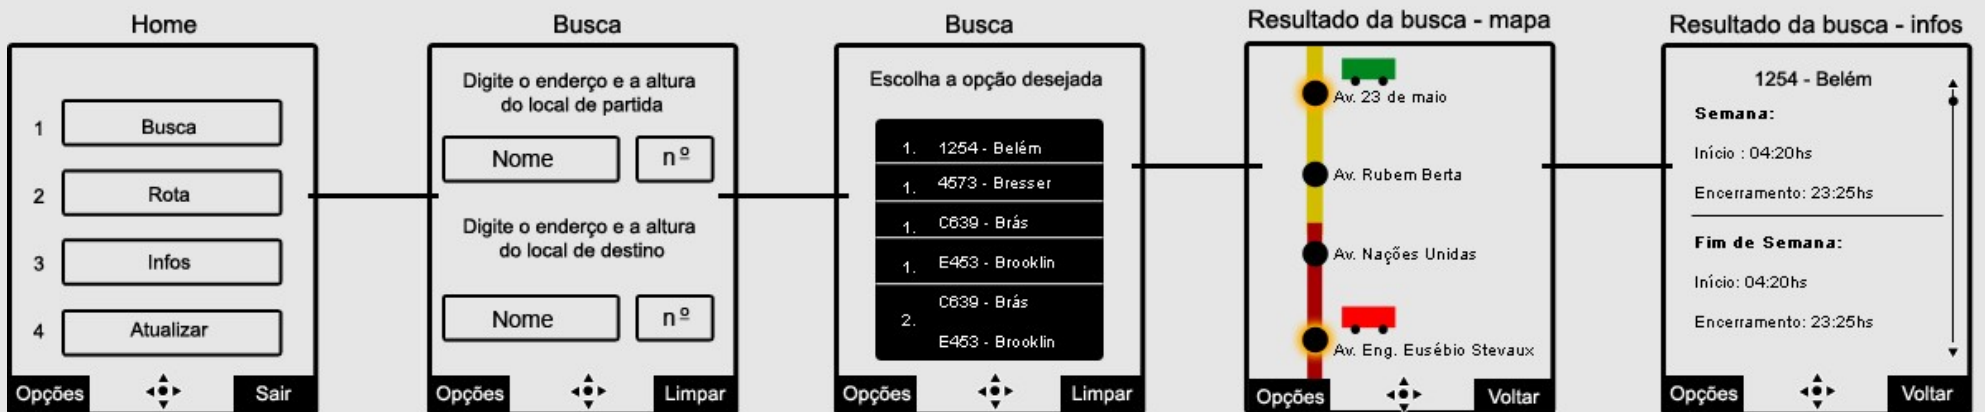 Home
1 Busca
2 Rota
3 Infos
4 Atualizar
Opções Sair
Busca
Digite o enderço e a altura
do local de partida
Nome nº
Digite o enderço e a altura
do local de destino
Nome nº
Opções Limpar
Busca
Escolha a opção desejada
1. 1254 - Belém
1. 4573 - Bresser
1. C639 - Brás
1. E453 - Brooklin
C639 - Brás
2.
E453 - Brooklin
Opções Limpar
Resultado da busca - mapa
Av. 23 de maio
Av. Rubem Berta
Av. Nações Unidas
Av. Eng. Eusébio Stevaux
Opções Voltar
Resultado da busca - infos
1254 - Belém
Semana:
Início : 04:20hs
Encerramento: 23:25hs
Fim de Semana:
Início: 04:20hs
Encerramento: 23:25hs
Opções Voltar